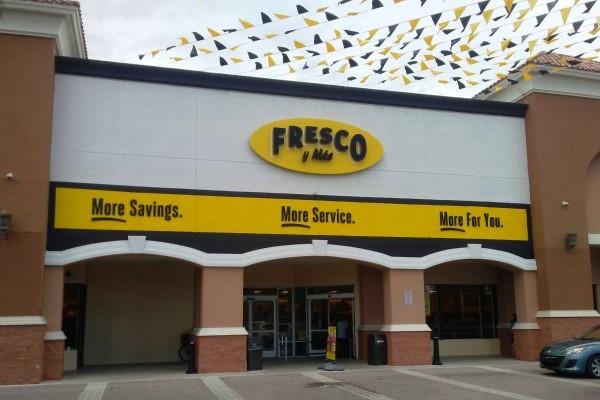 FRESCO
y Más
More Savings.
More Service.
More For You.